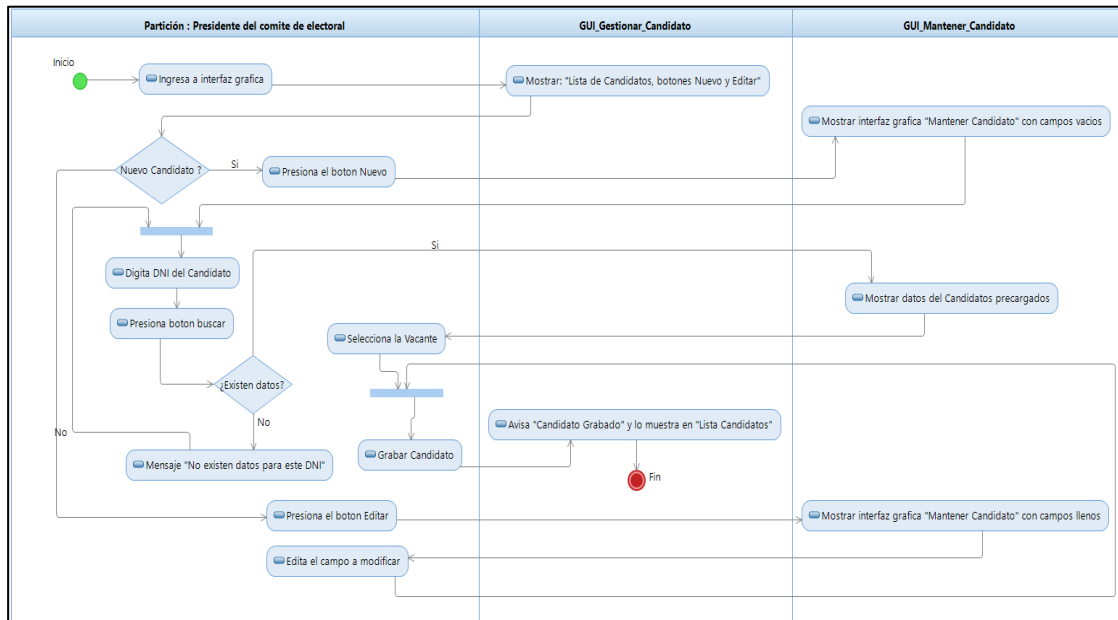 Partición : Presidente del comite de electoral
GUI_Gestionar_Candidato
GUI_Mantener_Candidato
Inicio
Ingresa a interfaz grafica
Mostrar: "Lista de Candidatos, botones Nuevo y Editar"
Mostrar interfaz grafica "Mantener Candidato" con campos vacios
Nuevo Candidato ?
Si
Presiona el boton Nuevo
Si
Digita DNI del Candidato
Mostrar datos del Candidatos precargados
Presiona boton buscar
Selecciona la Vacante
¿Existen datos?
No
No
Avisa "Candidato Grabado" y lo muestra en "Lista Candidatos"
Grabar Candidato
Mensaje "No existen datos para este DNI"
Fin
Presiona el boton Editar
Mostrar interfaz grafica "Mantener Candidato" con campos llenos
Edita el campo a modificar